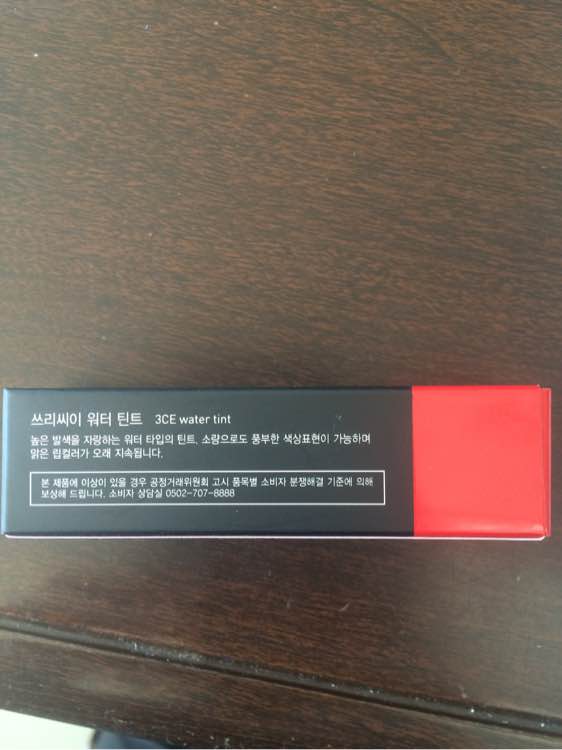 쓰리씨이 워터 틴트 3CE water tint
높은 발색을 자랑하는 워터 타입의 틴트. 소량으로도 풍부한 색상표현이 가능하며
맑은 립컬러가 오래 지속됩니다.
본 제품에 이상이 있을 경우 공정거래위원회 고시 품목별 소비자 분쟁해결 기준에 의해
보상해 드립니다. 소비자 상담실 0502-707-8888